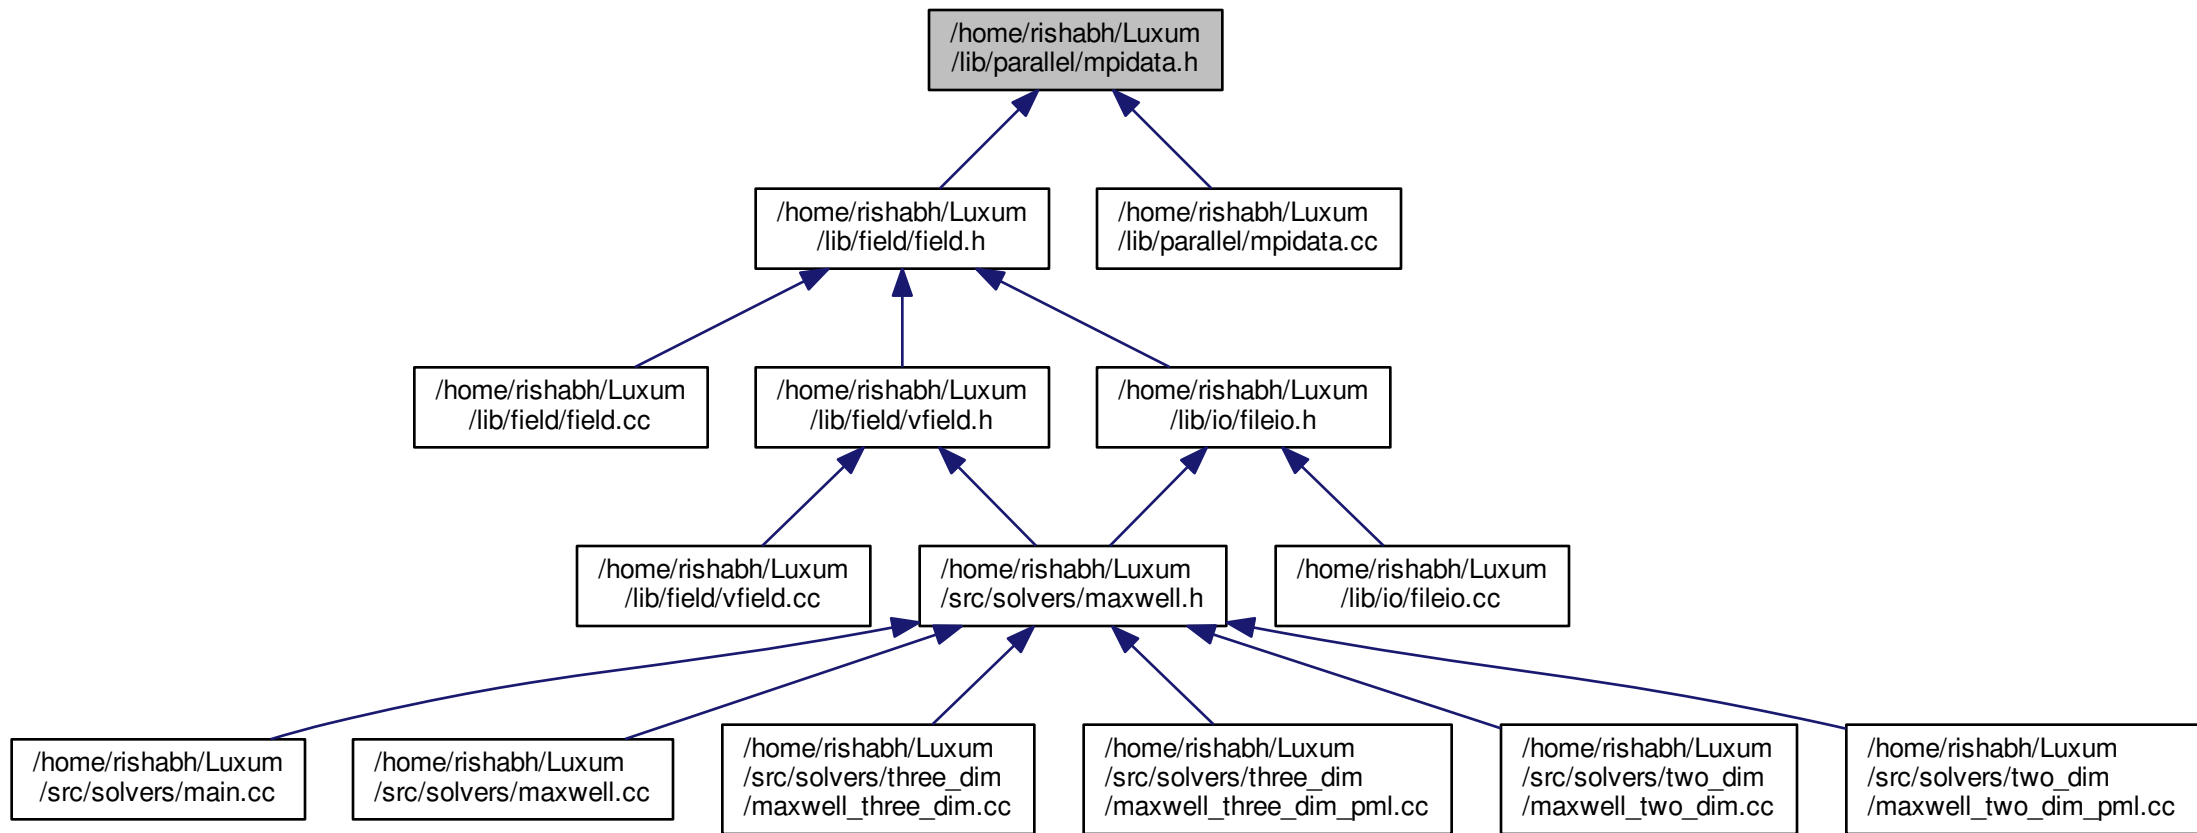 /home/rishabh/Luxum
/lib/parallel/mpidata.h
/home/rishabh/Luxum
/lib/field/field.h
/home/rishabh/Luxum
/lib/parallel/mpidata.cc
/home/rishabh/Luxum
/lib/field/field.cc
/home/rishabh/Luxum
/lib/field/vfield.h
/home/rishabh/Luxum
/lib/io/fileio.h
/home/rishabh/Luxum
/lib/field/vfield.cc
/home/rishabh/Luxum
/src/solvers/maxwell.h
/home/rishabh/Luxum
/lib/io/fileio.cc
/home/rishabh/Luxum
/src/solvers/main.cc
/home/rishabh/Luxum
/src/solvers/maxwell.cc
/home/rishabh/Luxum
/src/solvers/three_dim
/maxwell_three_dim.cc
/home/rishabh/Luxum
/src/solvers/three_dim
/maxwell_three_dim_pml.cc
/home/rishabh/Luxum
/src/solvers/two_dim
/maxwell_two_dim.cc
/home/rishabh/Luxum
/src/solvers/two_dim
/maxwell_two_dim_pml.cc